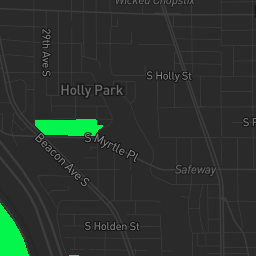 Wicked Chopstix
29th Ave S
S Holly St
Holly Park
S P
S Myrtle Pl
Beacon Ave S
Safeway
S Holden St